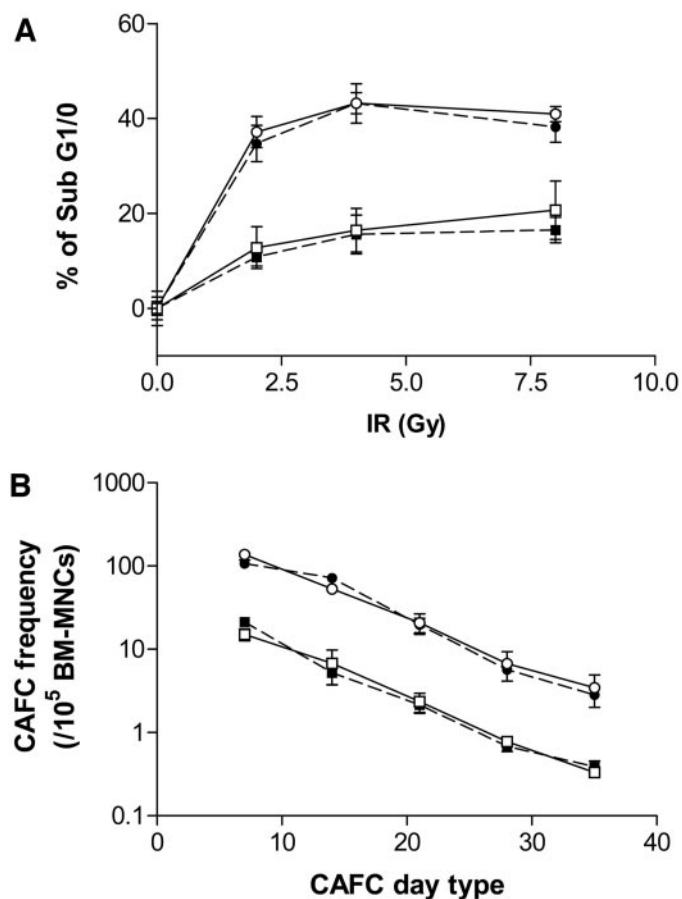 A
60
40
20
0
% of Sub G1/0
0.0 2.5 5.0 7.5 10.0
IR (Gy)
B
1000
100
10
1
0.1
CAFC frequency
(/10⁵ BM-MNCs)
0 10 20 30 40
CAFC day type